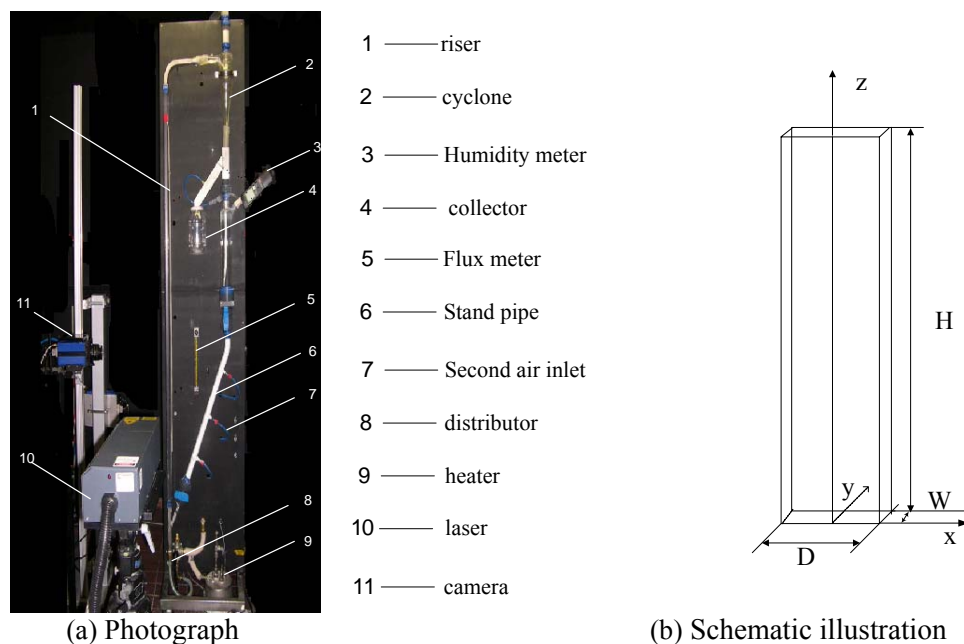 1
2
3
4
5
6
7
8
9
10
11
1 riser
2 cyclone
3 Humidity meter
4 collector
5 Flux meter
6 Stand pipe
7 Second air inlet
8 distributor
9 heater
10 laser
11 camera
z
H
y
W
x
D
(a) Photograph
(b) Schematic illustration